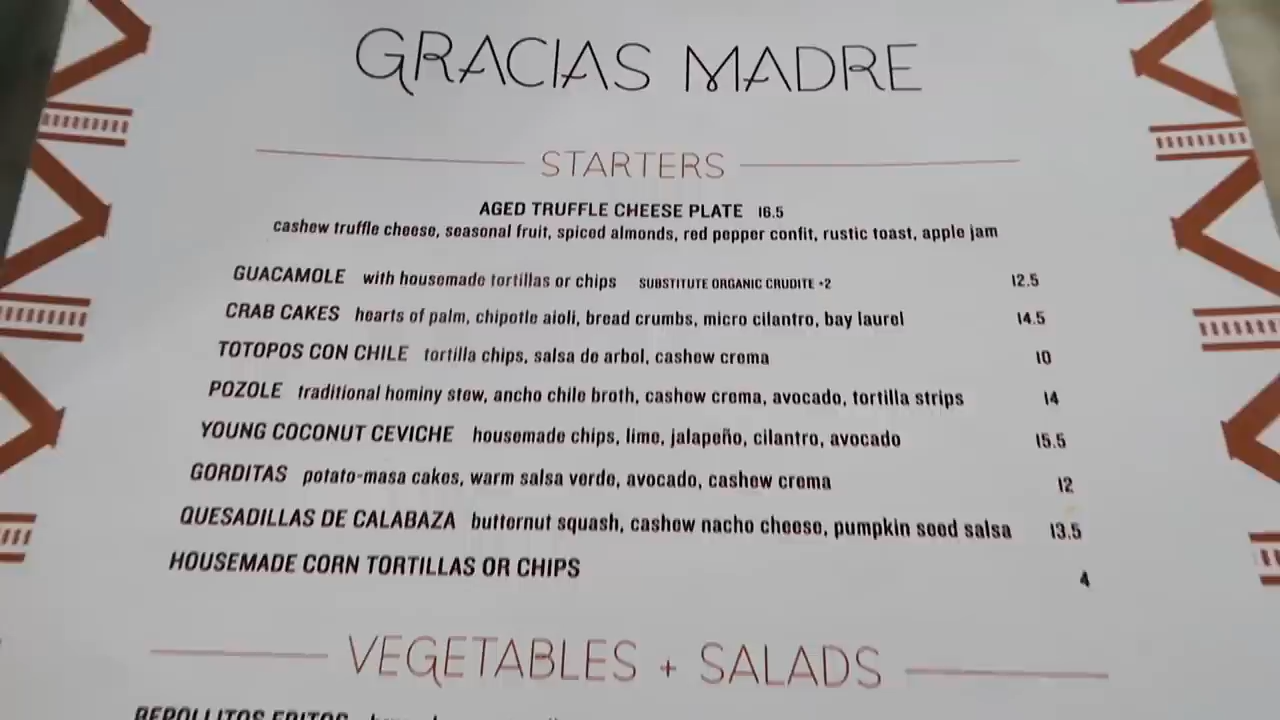 GRACIAS MADRE
STARTERS
AGED TRUFFLE CHEESE PLATE 16.5
cashew truffle cheese, seasonal fruit, spiced almonds, red pepper confit, rustic toast, apple jam
GUACAMOLE with housemade tortillas or chips SUBSTITUTE ORGANIC CRUDITE +2 12.5
CRAB CAKES hearts of palm, chipotle aioli, bread crumbs, micro cilantro, bay laurel 14.5
TOTOPOS CON CHILE tortilla chips, salsa de arbol, cashew crema 10
POZOLE traditional hominy stew, ancho chile broth, cashew crema, avocado, tortilla strips 14
YOUNG COCONUT CEVICHE housemade chips, lime, jalapeño, cilantro, avocado 15.5
GORDITAS potato-masa cakes, warm salsa verde, avocado, cashew crema 12
QUESADILLAS DE CALABAZA butternut squash, cashew nacho cheese, pumpkin seed salsa 13.5
HOUSEMADE CORN TORTILLAS OR CHIPS 4
VEGETABLES + SALADS
REPOLLITOS FRITOS